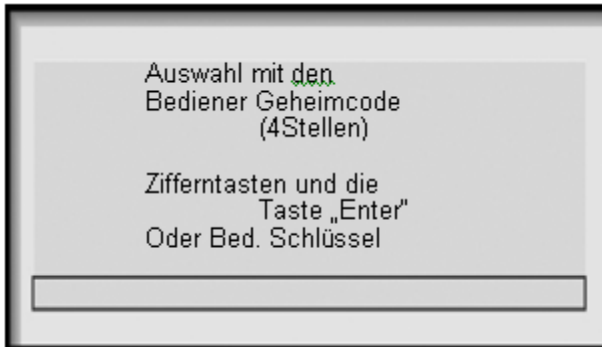 Auswahl mit den
Bediener Geheimcode
(4Stellen)
Zifferntasten und die
Taste „Enter"
Oder Bed. Schlüssel